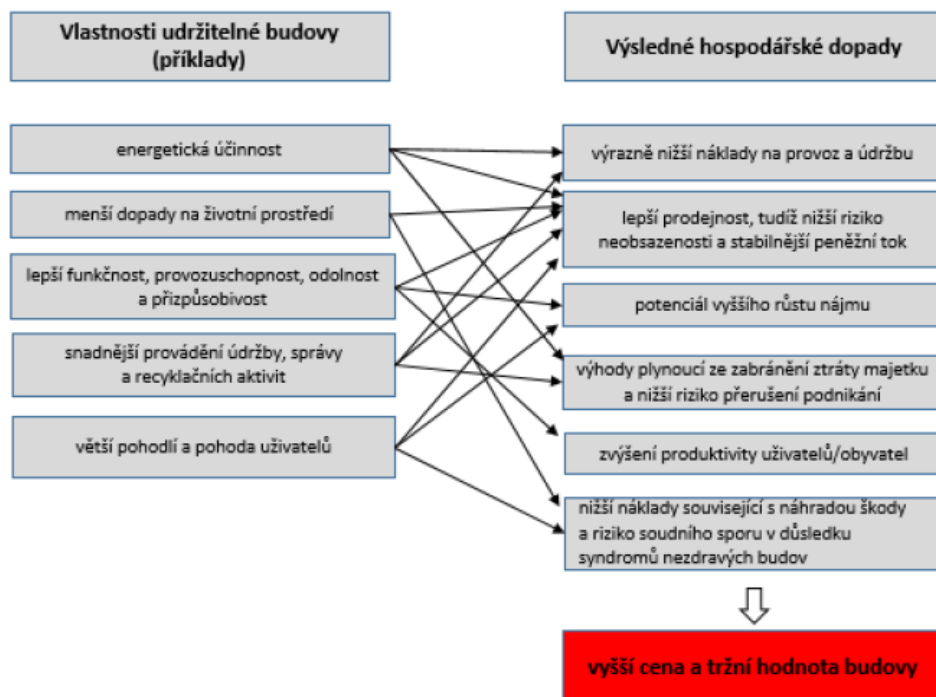 Vlastnosti udržitelné budovy
(příklady)
energetická účinnost
menší dopady na životní prostředí
lepší funkčnost, provozuschopnost, odolnost
a přizpůsobivost
snadnější provádění údržby, správy
a recyklačních aktivit
větší pohodlí a pohoda uživatelů
Výsledné hospodářské dopady
výrazně nižší náklady na provoz a údržbu
lepší prodejnost, tudíž nižší riziko
neobsazenosti a stabilnější peněžní tok
potenciál vyššího růstu nájmu
výhody plynoucí ze zabránění ztráty majetku
a nižší riziko přerušení podnikání
zvýšení produktivity uživatelů/obyvatel
nižší náklady související s náhradou škody
a riziko soudního sporu v důsledku
syndromů nezdravých budov
vyšší cena a tržní hodnota budovy